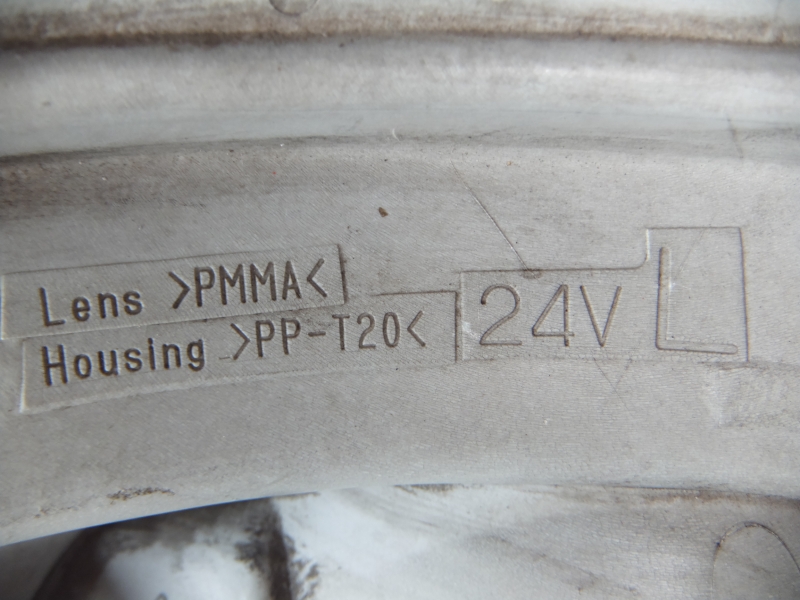 Lens >PMMA<
Housing >PP-T20<
24V L